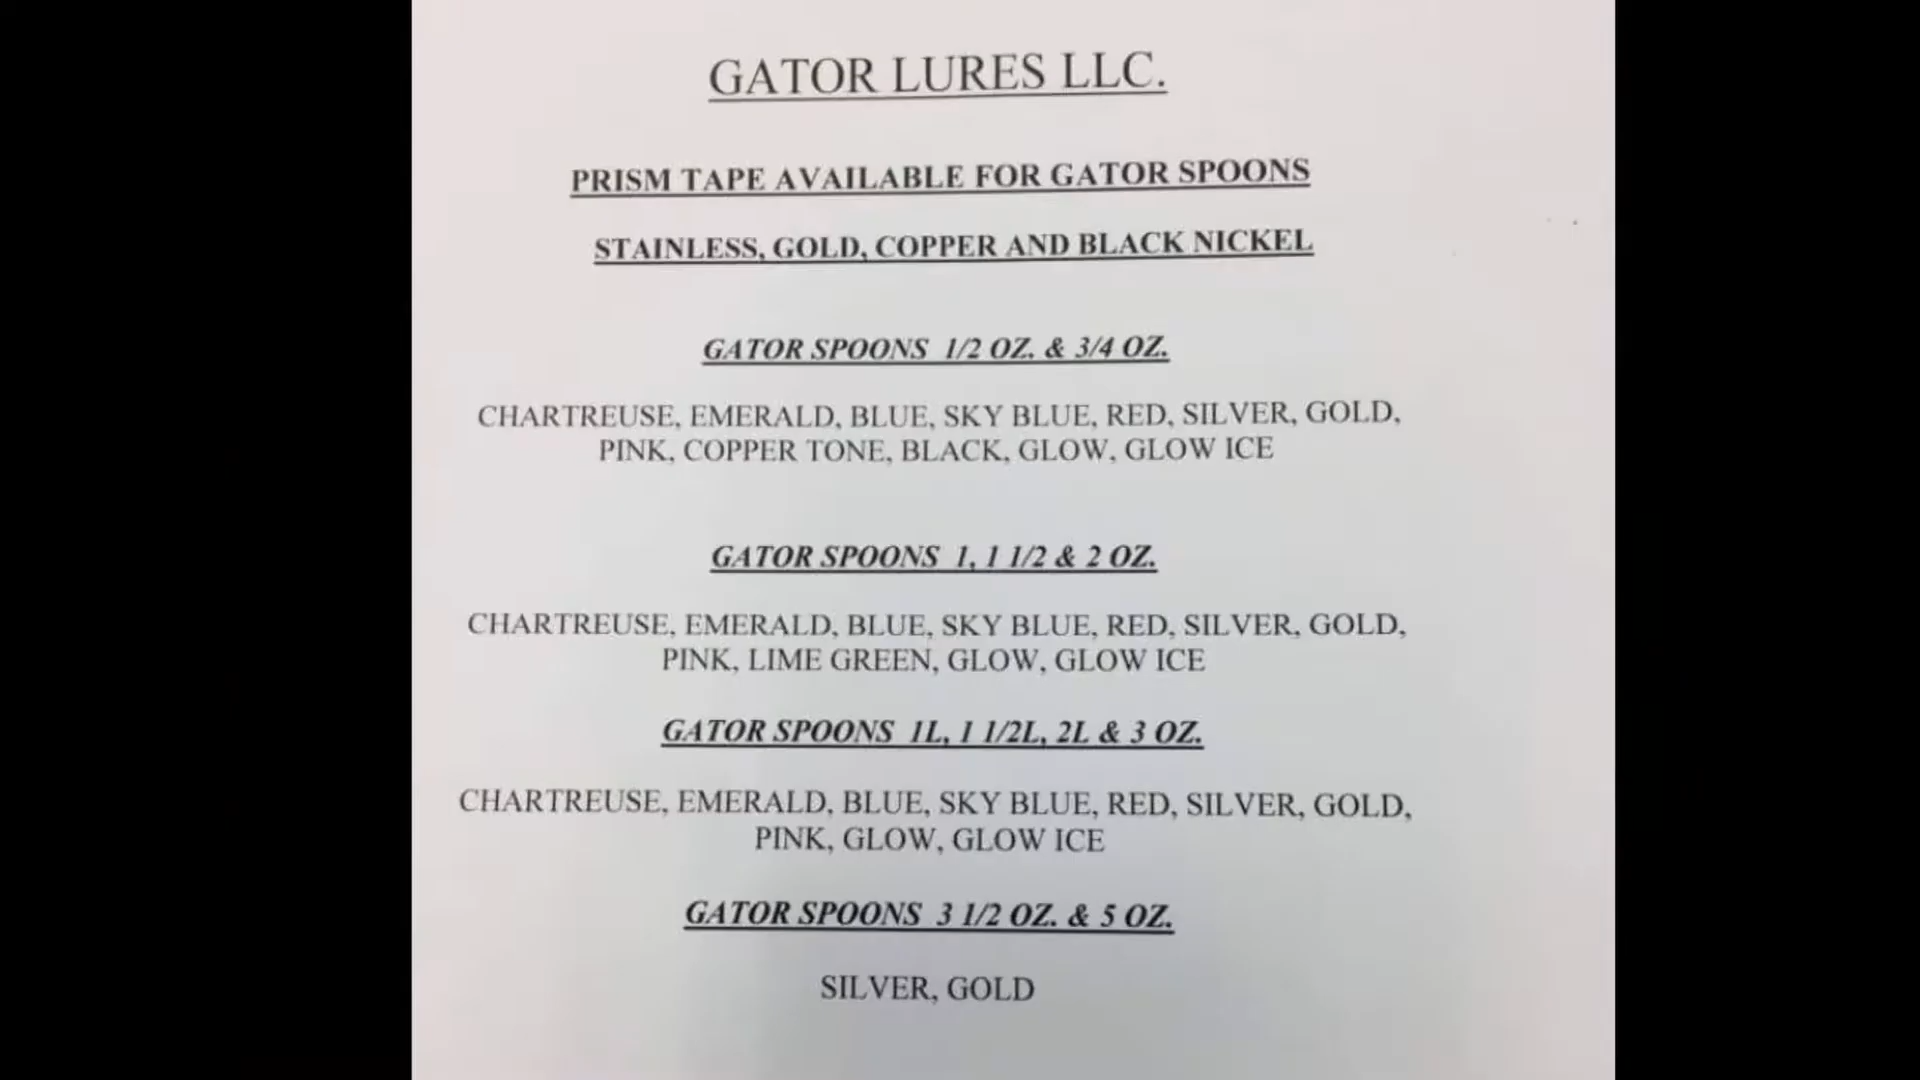 GATOR LURES LLC.
PRISM TAPE AVAILABLE FOR GATOR SPOONS
STAINLESS, GOLD, COPPER AND BLACK NICKEL
GATOR SPOONS 1/2 OZ. & 3/4 OZ.
CHARTREUSE, EMERALD, BLUE, SKY BLUE, RED, SILVER, GOLD,
PINK, COPPER TONE, BLACK, GLOW, GLOW ICE
GATOR SPOONS 1, 1 1/2 & 2 OZ.
CHARTREUSE, EMERALD, BLUE, SKY BLUE, RED, SILVER, GOLD,
PINK, LIME GREEN, GLOW, GLOW ICE
GATOR SPOONS 1L, 1 1/2L, 2L & 3 OZ.
CHARTREUSE, EMERALD, BLUE, SKY BLUE, RED, SILVER, GOLD,
PINK, GLOW, GLOW ICE
GATOR SPOONS 3 1/2 OZ. & 5 OZ.
SILVER, GOLD